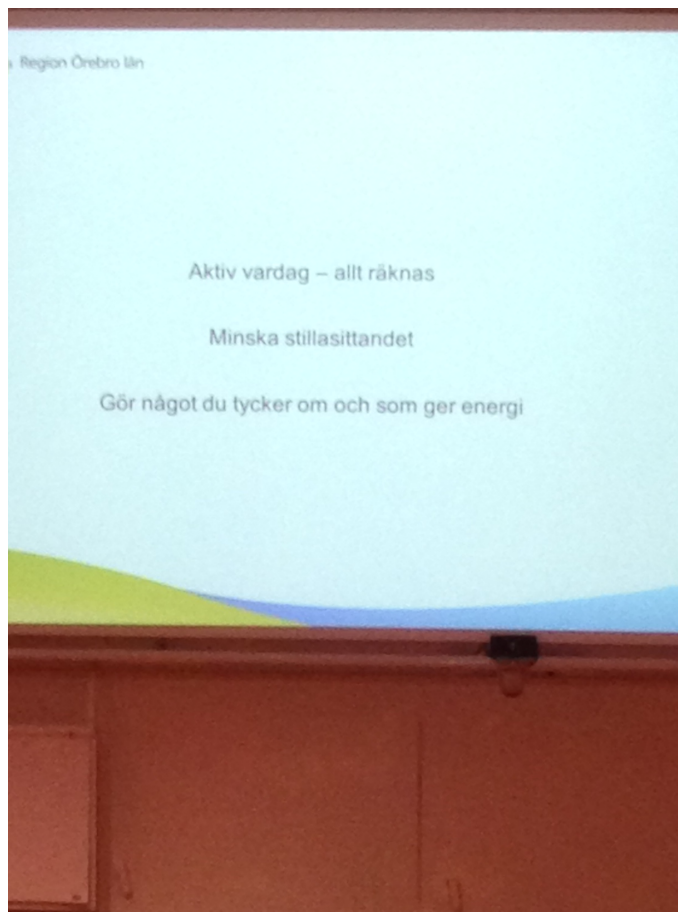 Region Örebro län
Aktiv vardag – allt räknas
Minska stillasittandet
Gör något du tycker om och som ger energi